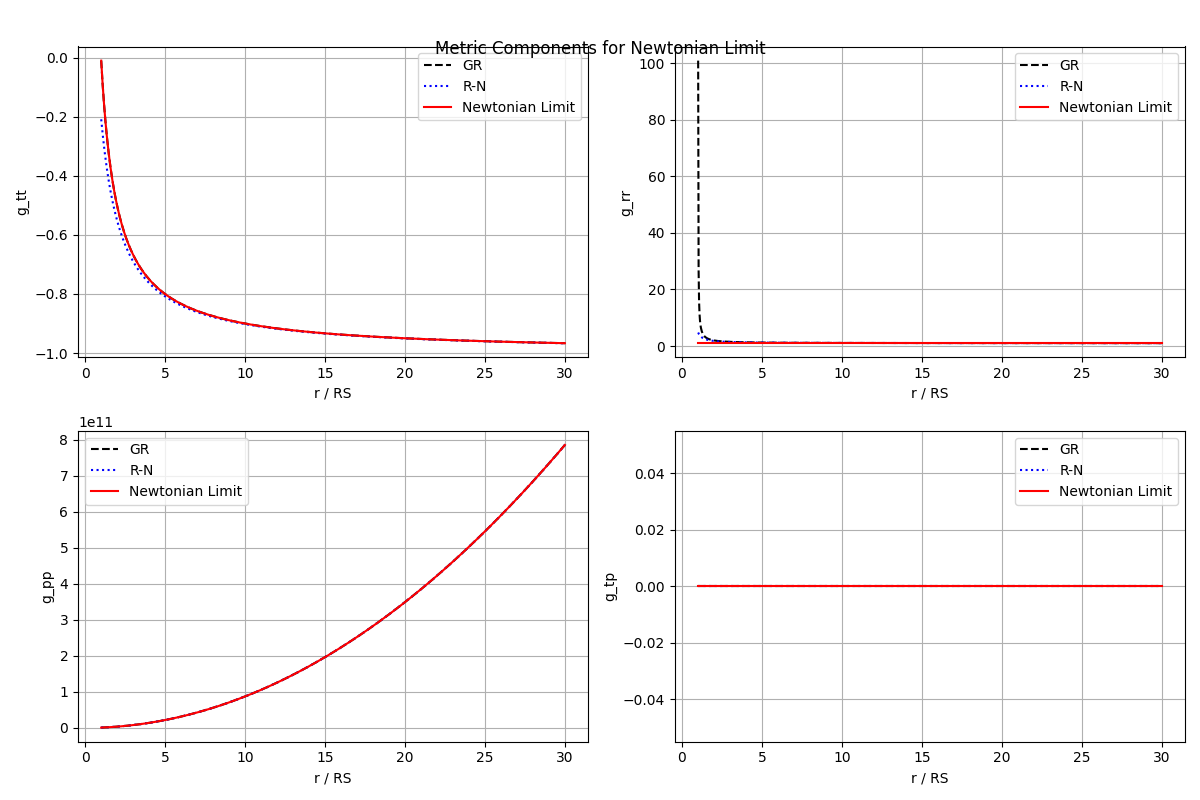 Metric Components for Newtonian Limit
0.0
−0.2
−0.4
−0.6
−0.8
−1.0
g_tt
GR
R-N
Newtonian Limit
0 5 10 15 20 25 30
r / RS
100
80
60
40
20
0
g_rr
GR
R-N
Newtonian Limit
0 5 10 15 20 25 30
r / RS
1e11
8
7
6
5
4
3
2
1
0
g_pp
GR
R-N
Newtonian Limit
0 5 10 15 20 25 30
r / RS
0.04
0.02
0.00
−0.02
−0.04
g_tp
GR
R-N
Newtonian Limit
0 5 10 15 20 25 30
r / RS